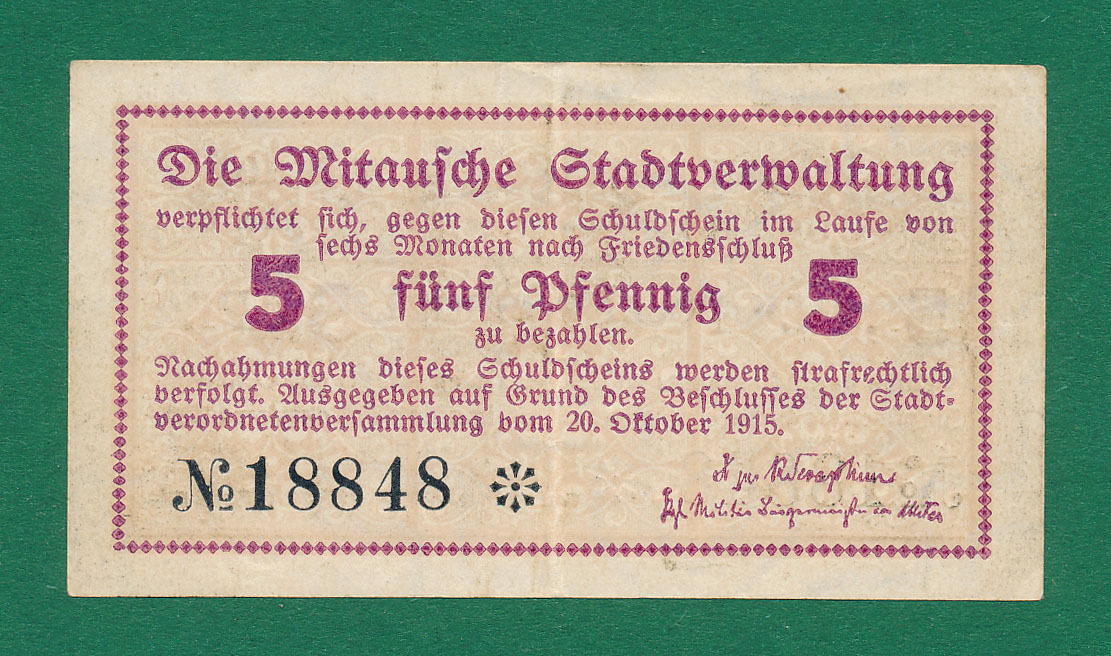 Die Mitausche Stadtverwaltung
verpflichtet sich, gegen diesen Schuldschein im Laufe von
sechs Monaten nach Friedensschluß
5 fünf Pfennig 5
zu bezahlen.
Nachahmungen dieses Schuldscheins werden strafrechtlich
verfolgt. Ausgegeben auf Grund des Beschlusses der Stadt-
verordnetenversammlung vom 20. Oktober 1915.
№ 18848